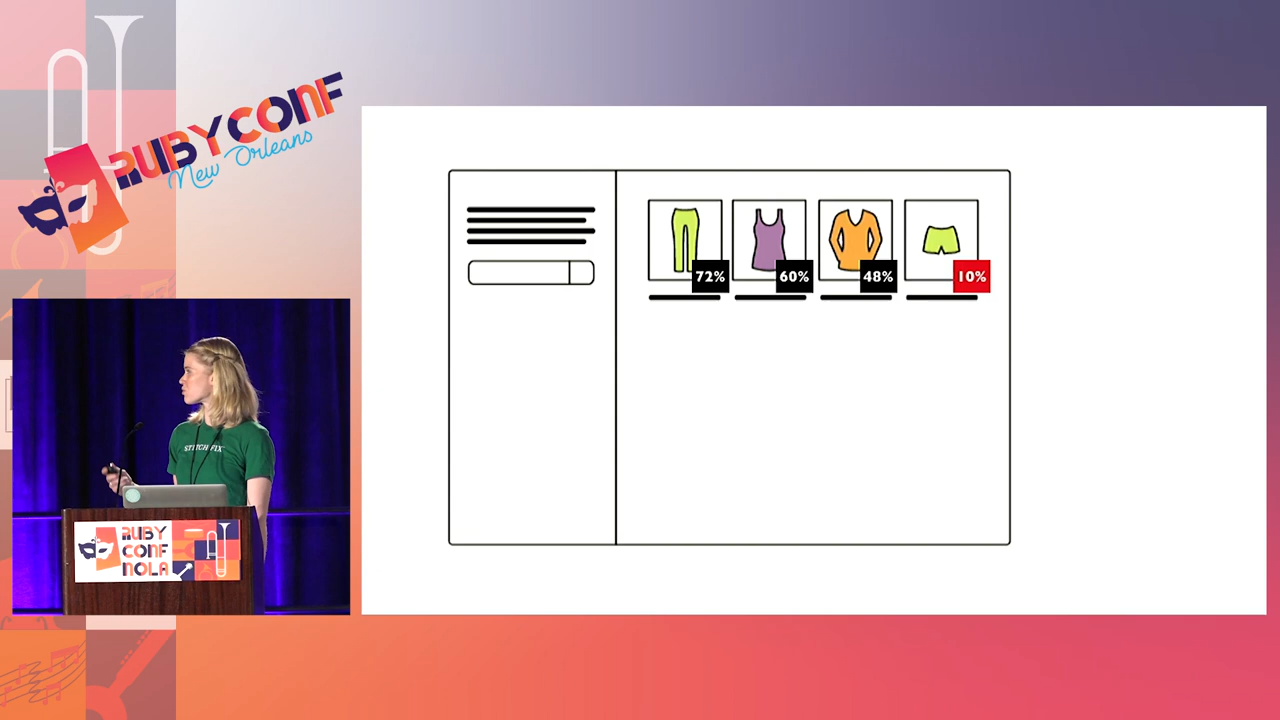 RUBYCONF
New Orleans
72%
60%
48%
10%
STITCH FIX
RUBY
CONF
NOLA